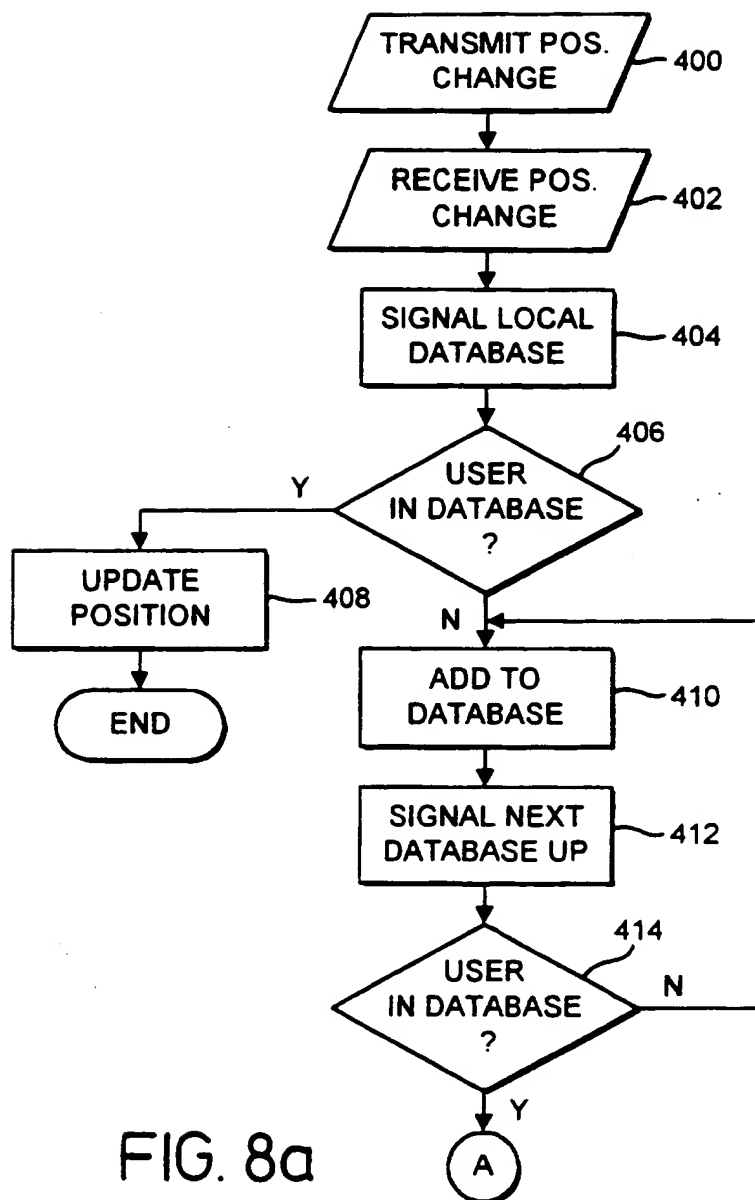 TRANSMIT POS.
CHANGE
400
RECEIVE POS.
CHANGE
402
SIGNAL LOCAL
DATABASE
404
406
USER
IN DATABASE
?
Y
UPDATE
POSITION
408
N
END
ADD TO
DATABASE
410
SIGNAL NEXT
DATABASE UP
412
414
USER
IN DATABASE
?
N
Y
A
FIG. 8a